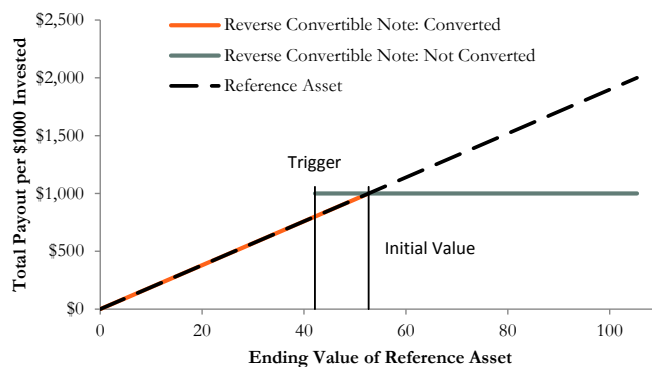 $2,500
$2,000
$1,500
$1,000
$500
$0
Total Payout per $1000 Invested
Reverse Convertible Note: Converted
Reverse Convertible Note: Not Converted
Reference Asset
Trigger
Initial Value
0 20 40 60 80 100
Ending Value of Reference Asset